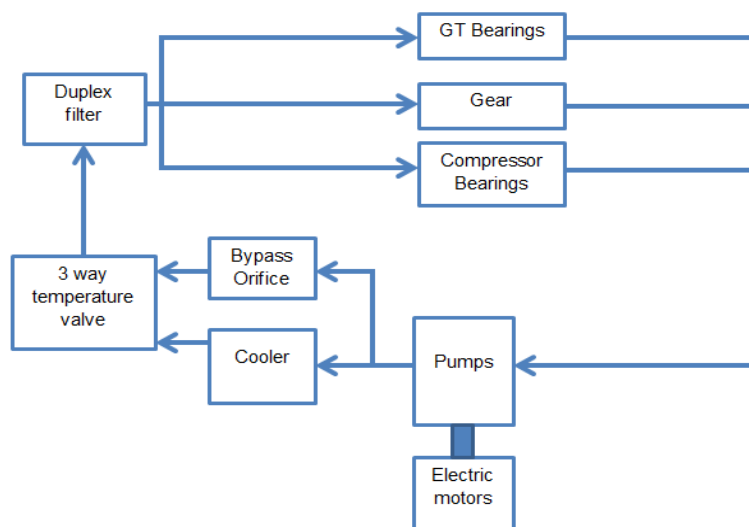 GT Bearings
Duplex
filter
Gear
Compressor
Bearings
Bypass
Orifice
3 way
temperature
valve
Cooler
Pumps
Electric
motors